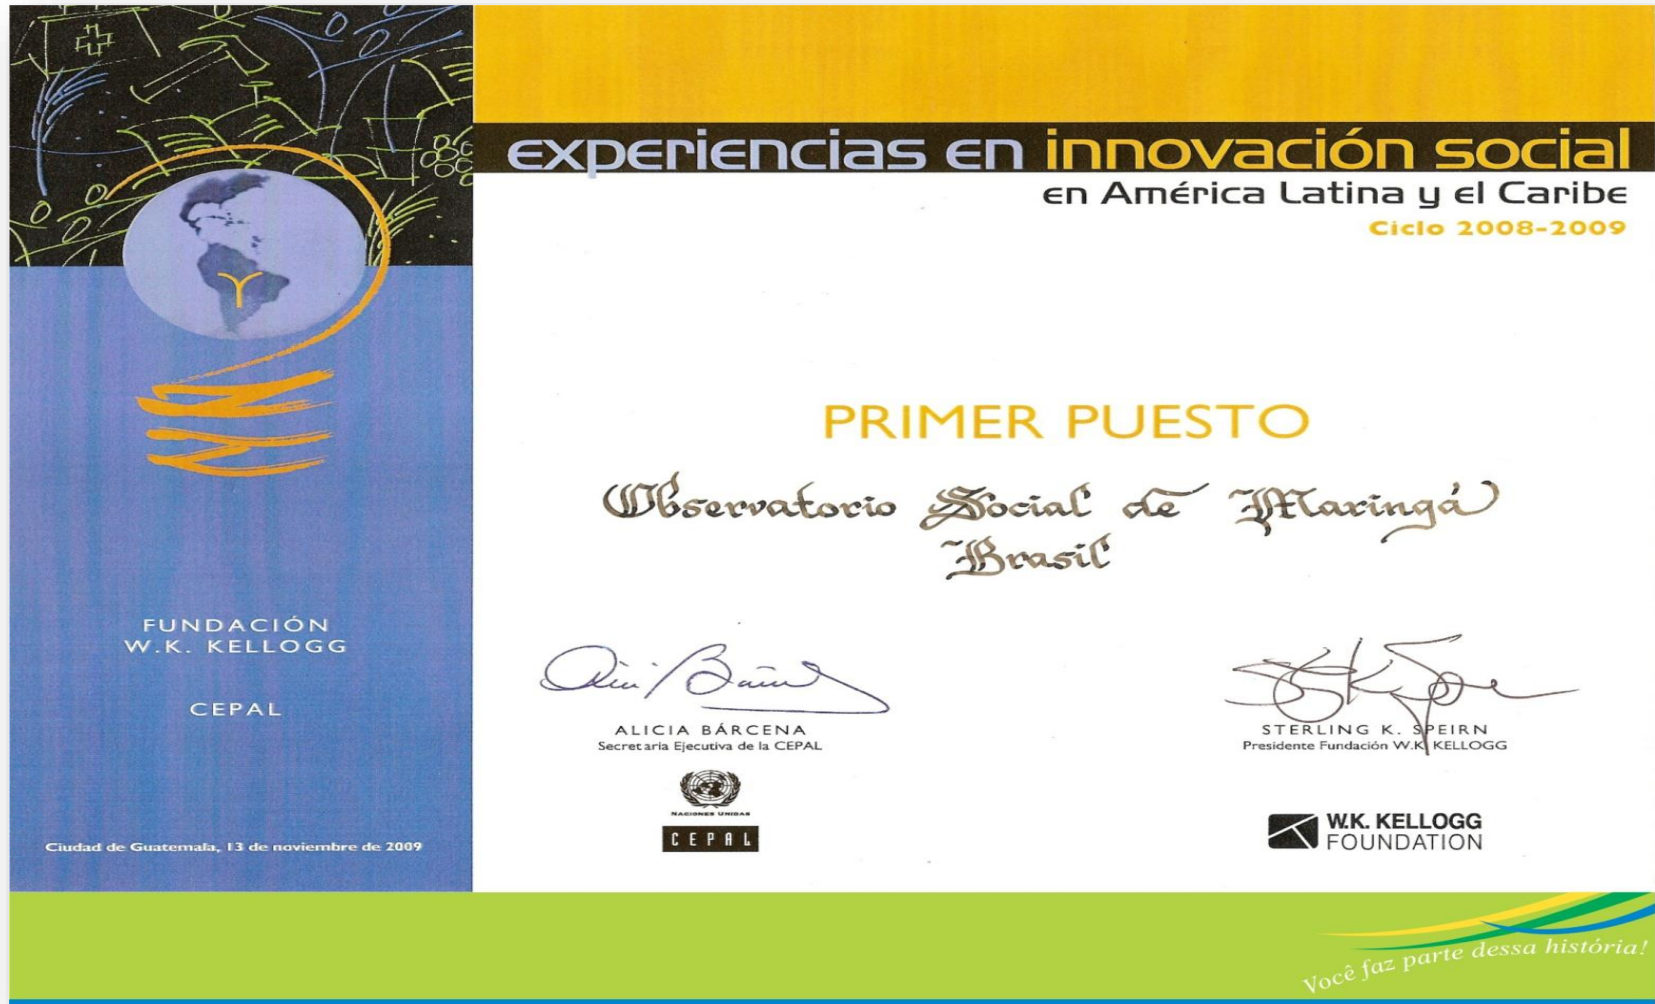 experiencias en innovación social
en América Latina y el Caribe
Ciclo 2008-2009
PRIMER PUESTO
Observatorio Social de Maringá
Brasil
FUNDACIÓN
W.K. KELLOGG
CEPAL
Ciudad de Guatemala, 13 de noviembre de 2009
ALICIA BÁRCENA
Secretaria Ejecutiva de la CEPAL
NACIONES UNIDAS
CEPAL
STERLING K. SPEIRN
Presidente Fundación W.K. KELLOGG
W.K. KELLOGG
FOUNDATION
Você faz parte dessa história!